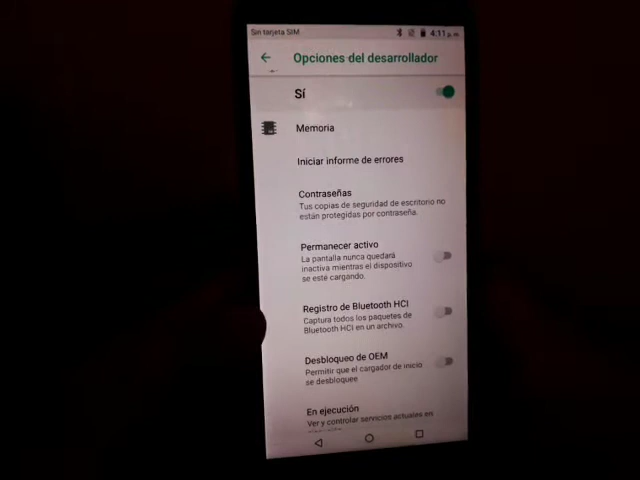 Sin tarjeta SIM 4:11 p.m.
Opciones del desarrollador
Sí
Memoria
Iniciar informe de errores
Contraseñas
Tus copias de seguridad de escritorio no
están protegidas por contraseña.
Permanecer activo
La pantalla nunca quedará
inactiva mientras el dispositivo
se esté cargando.
Registro de Bluetooth HCI
Captura todos los paquetes de
Bluetooth HCI en un archivo.
Desbloqueo de OEM
Permitir que el cargador de inicio
se desbloquee
En ejecución
Ver y controlar servicios actuales en